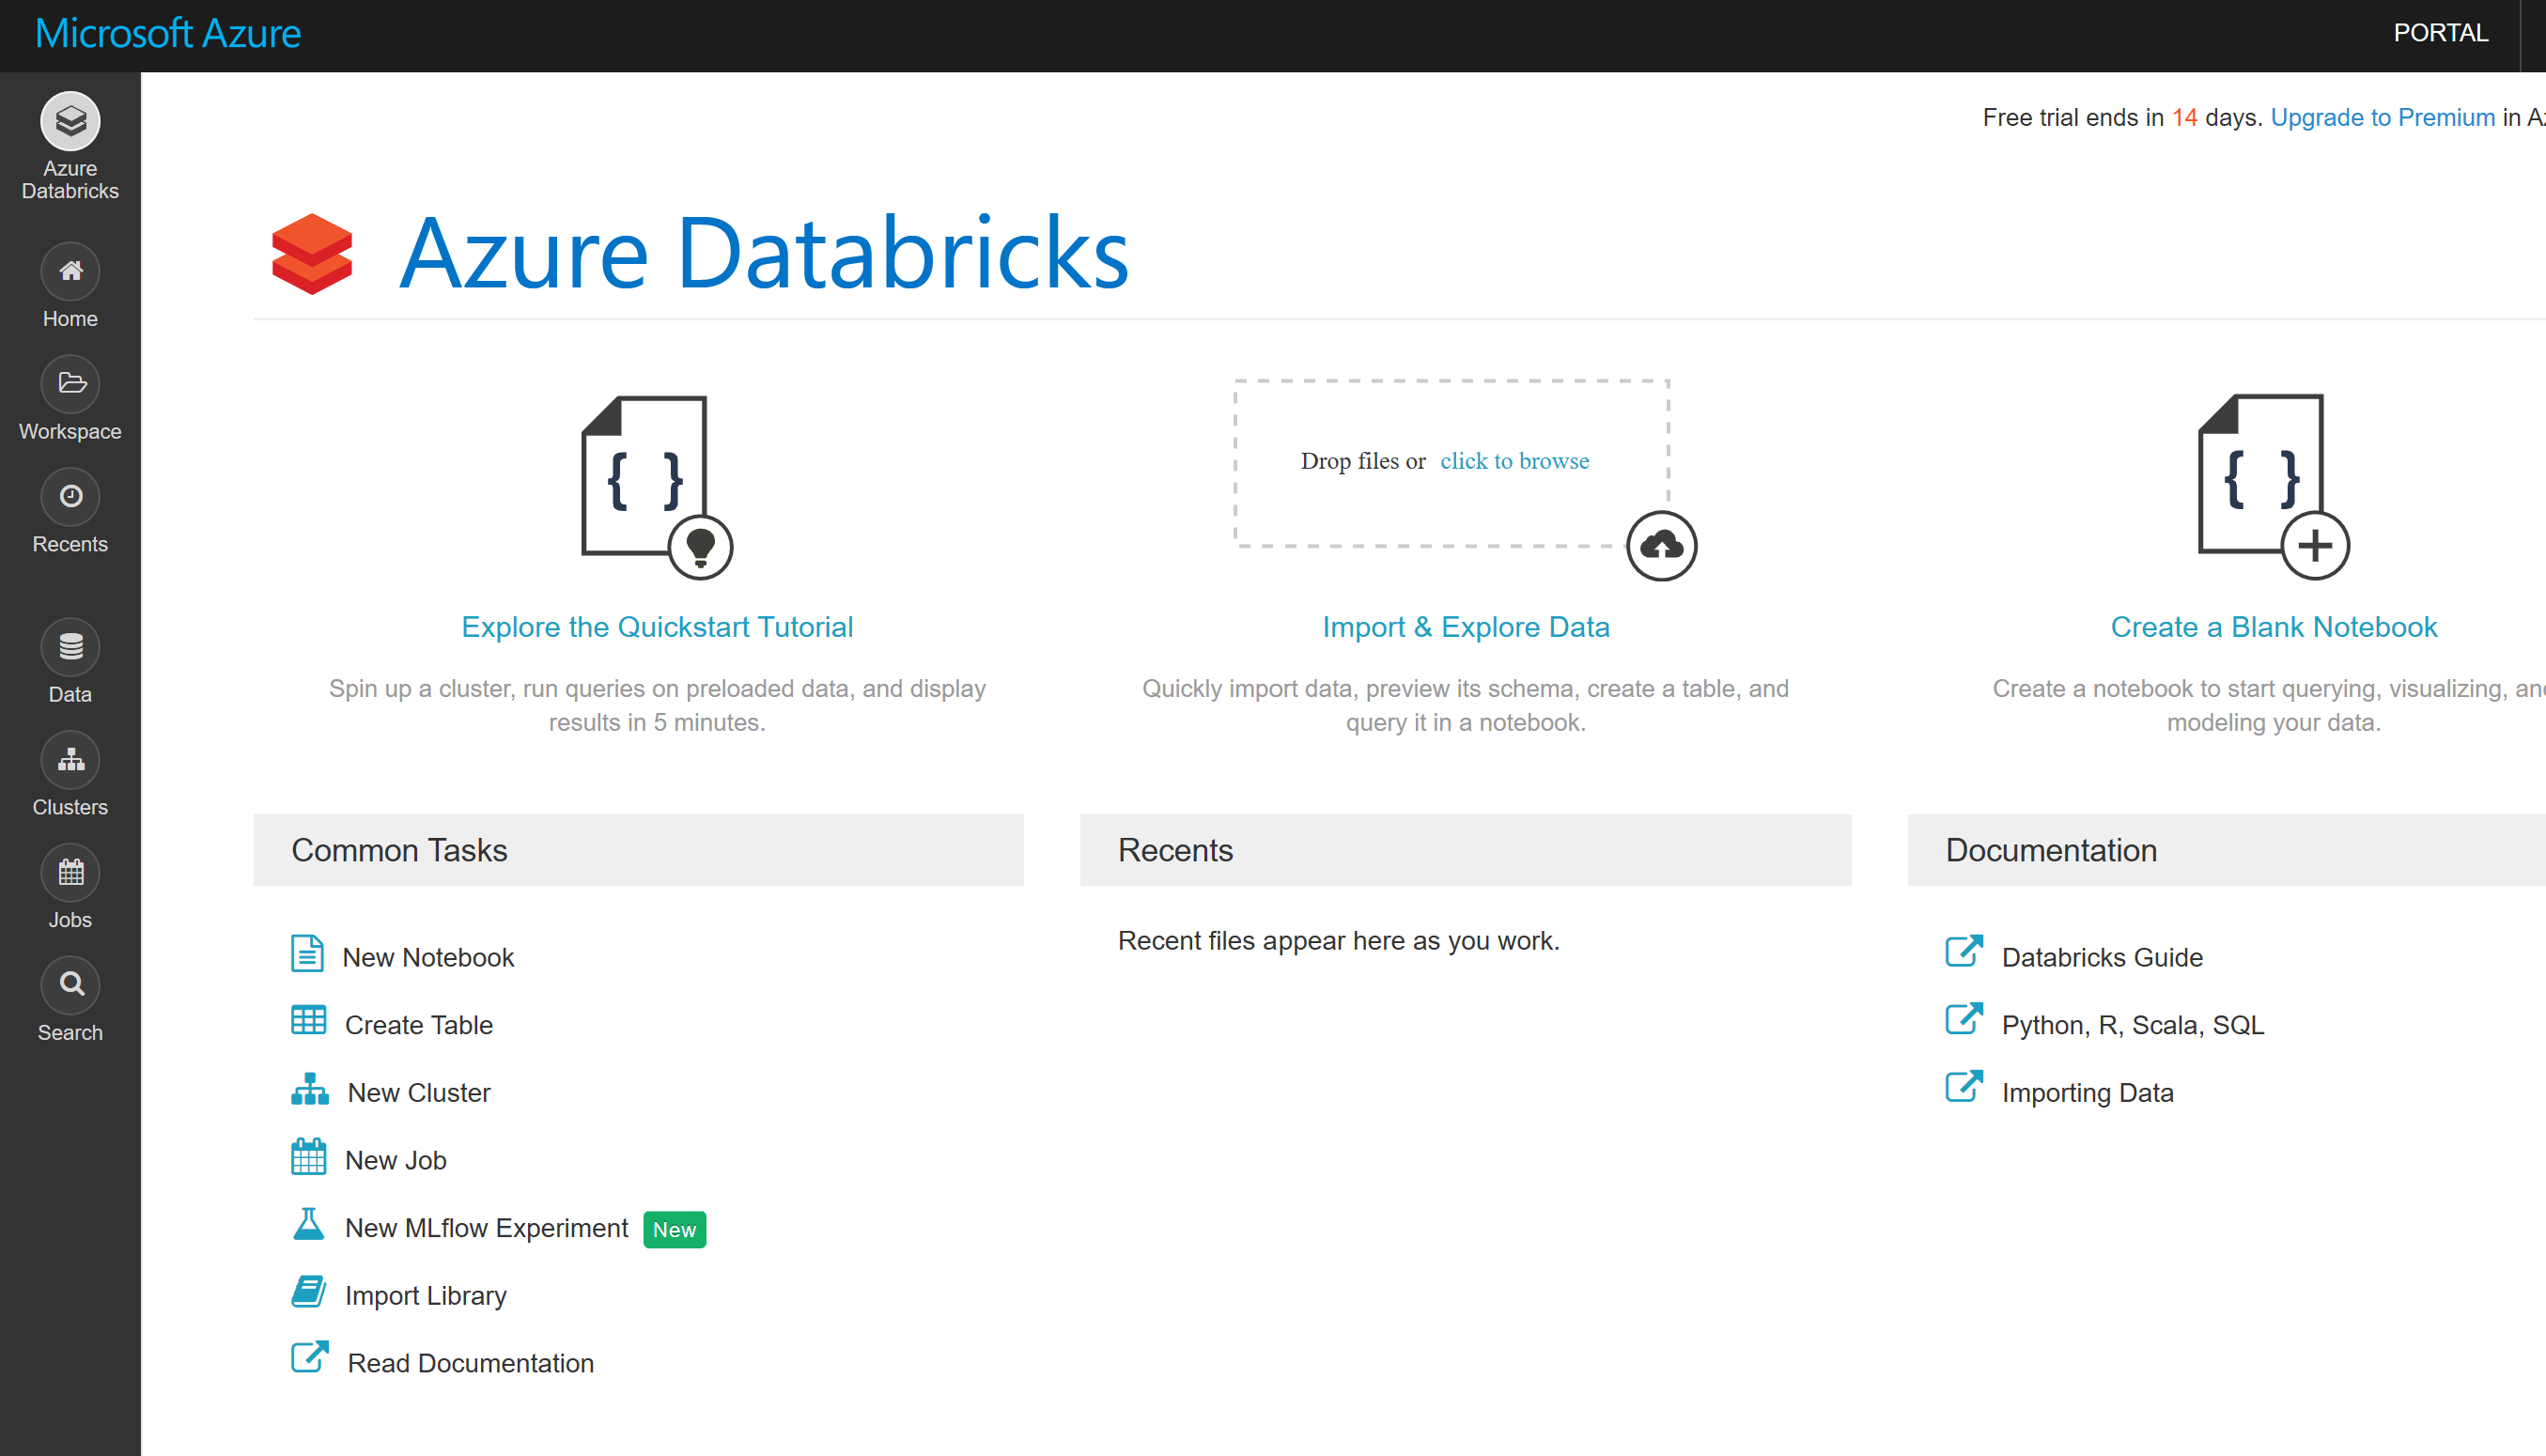 Microsoft Azure
PORTAL
Azure
Databricks
Home
Workspace
Recents
Data
Clusters
Jobs
Search
Free trial ends in 14 days. Upgrade to Premium in
Azure Databricks
{ }
Explore the Quickstart Tutorial
Spin up a cluster, run queries on preloaded data, and display
results in 5 minutes.
Drop files or click to browse
Import & Explore Data
Quickly import data, preview its schema, create a table, and
query it in a notebook.
{ }
Create a Blank Notebook
Create a notebook to start querying, visualizing,
modeling your data.
Common Tasks
New Notebook
Create Table
New Cluster
New Job
New MLflow Experiment New
Import Library
Read Documentation
Recents
Recent files appear here as you work.
Documentation
Databricks Guide
Python, R, Scala, SQL
Importing Data